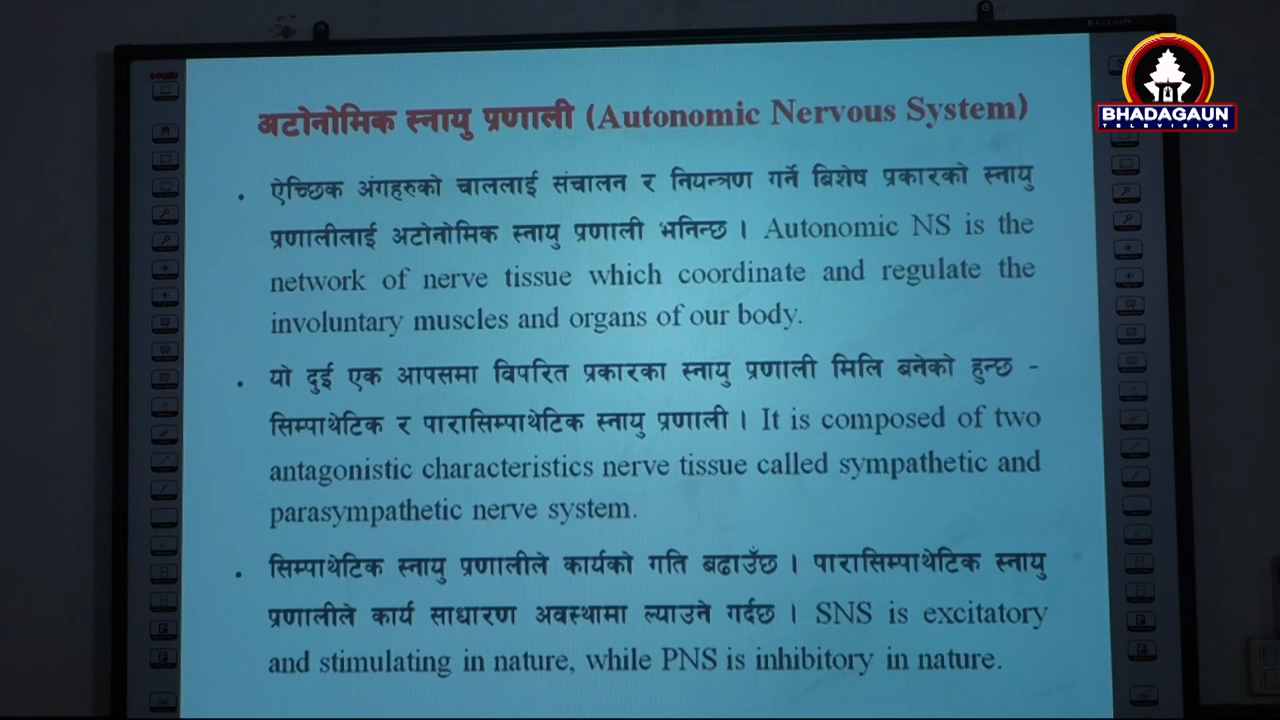 BHADAGAUN
TELEVISION
अटोनोमिक स्नायु प्रणाली (Autonomic Nervous System)
• ऐच्छिक अंगहरुको चाललाई संचालन र नियन्त्रण गर्ने बिशेष प्रकारको स्नायु
प्रणालीलाई अटोनोमिक स्नायु प्रणाली भनिन्छ । Autonomic NS is the
network of nerve tissue which coordinate and regulate the
involuntary muscles and organs of our body.
• यो दुई एक आपसमा विपरित प्रकारका स्नायु प्रणाली मिलि बनेको हुन्छ -
सिम्पाथेटिक र पारासिम्पाथेटिक स्नायु प्रणाली । It is composed of two
antagonistic characteristics nerve tissue called sympathetic and
parasympathetic nerve system.
• सिम्पाथेटिक स्नायु प्रणालीले कार्यको गति बढाउँछ । पारासिम्पाथेटिक स्नायु
प्रणालीले कार्य साधारण अवस्थामा ल्याउने गर्दछ । SNS is excitatory
and stimulating in nature, while PNS is inhibitory in nature.